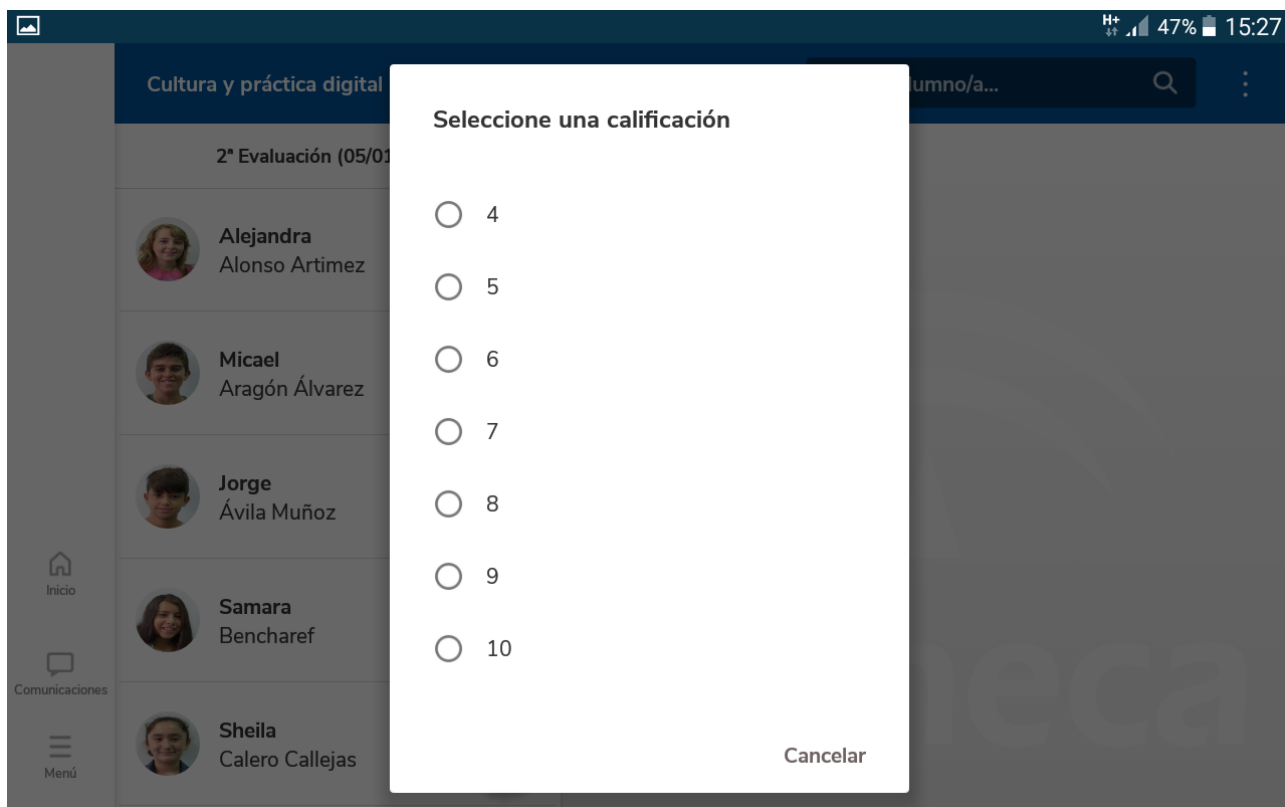 H+ 47% 15:27
Cultura y práctica digital
lumno/a...
Seleccione una calificación
2ª Evaluación (05/01
4
5
6
7
8
9
10
Cancelar
Alejandra
Alonso Artimez
Micael
Aragón Álvarez
Jorge
Ávila Muñoz
Samara
Bencharef
Sheila
Calero Callejas
Inicio
Comunicaciones
Menú
neca